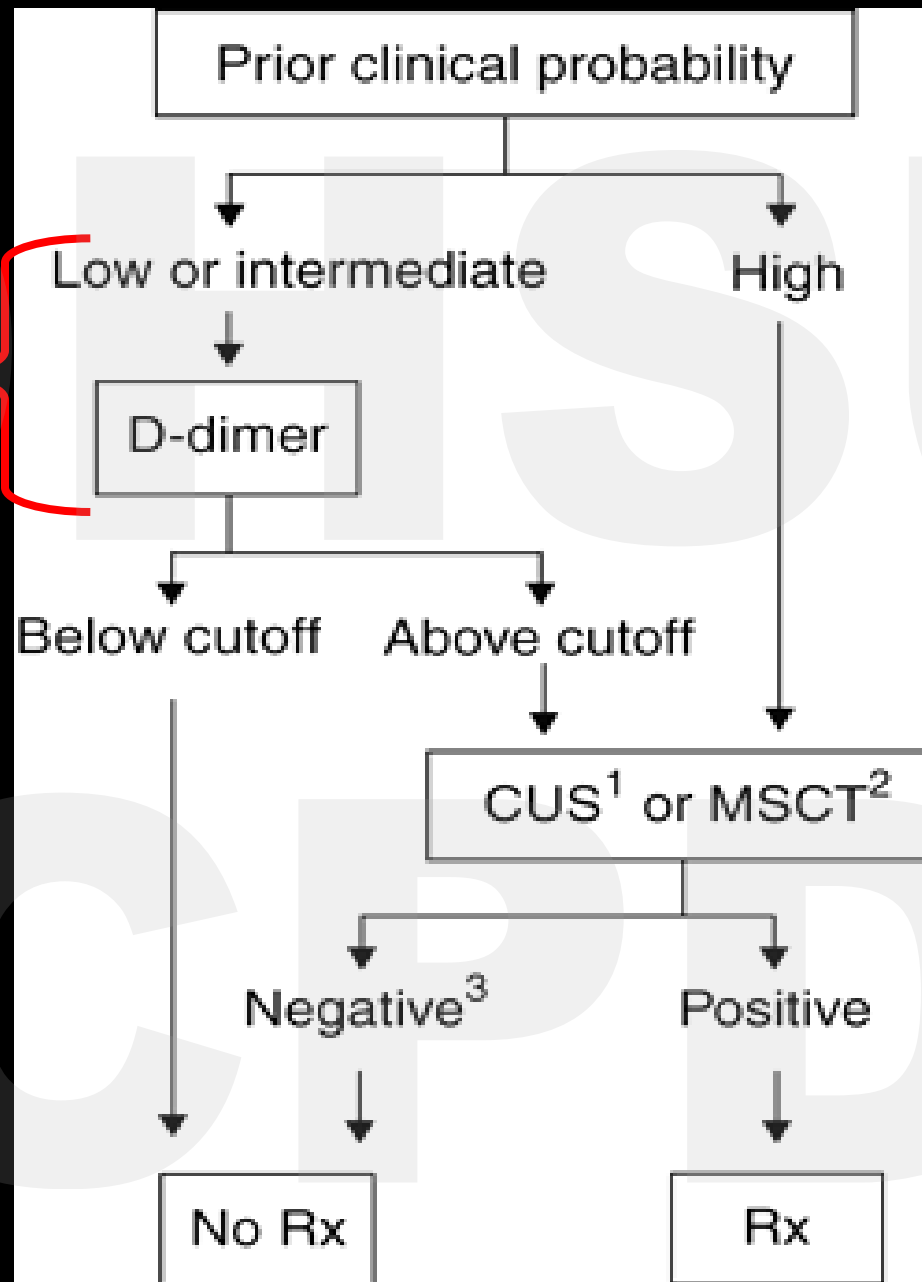 Prior clinical probability
Low or intermediate
High
D-dimer
Below cutoff
Above cutoff
CUS¹ or MSCT²
Negative³
Positive
No Rx
Rx